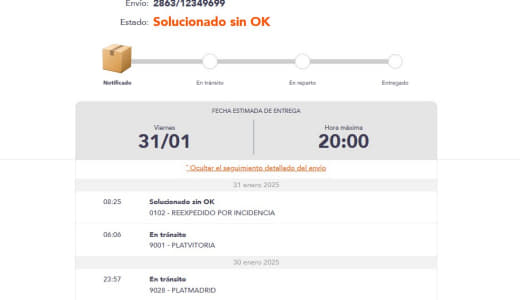 Envío: 2863/12349699
Estado: Solucionado sin OK
Notificado En tránsito En reparto Entregado
FECHA ESTIMADA DE ENTREGA
Viernes Hora máxima
31/01 20:00
ˆ Ocultar el seguimiento detallado del envío
31 enero 2025
08:25 Solucionado sin OK
0102 - REEXPEDIDO POR INCIDENCIA
06:06 En tránsito
9001 - PLATVITORIA
30 enero 2025
23:57 En tránsito
9028 - PLATMADRID